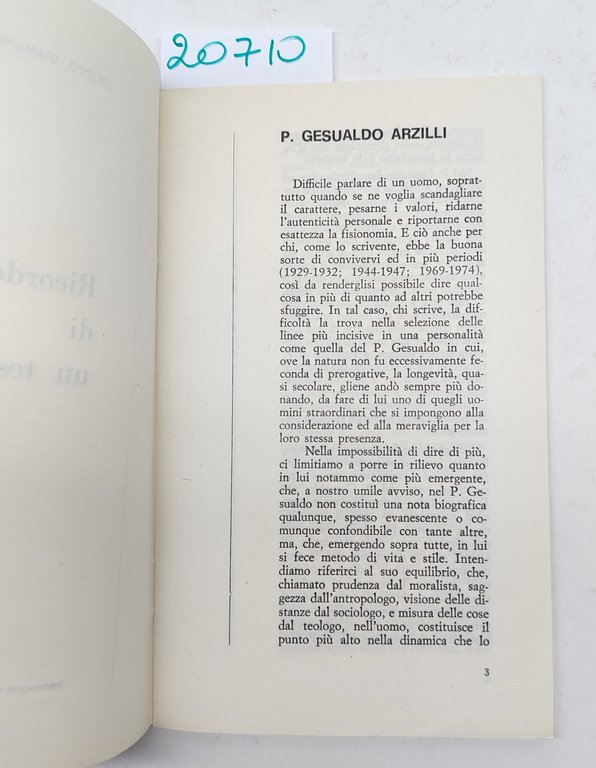 20710
P. GESUALDO ARZILLI
Difficile parlare di un uomo, soprat-
tutto quando se ne voglia scandagliare
il carattere, pesarne i valori, ridarne
l'autenticità personale e riportarne con
esattezza la fisionomia. E ciò anche per
chi, come lo scrivente, ebbe la buona
sorte di convivervi ed in più periodi
(1929-1932; 1944-1947; 1969-1974),
così da renderglisi possibile dire qual-
cosa in più di quanto ad altri potrebbe
sfuggire. In tal caso, chi scrive, la dif-
ficoltà la trova nella selezione delle
linee più incisive in una personalità
come quella del P. Gesualdo in cui,
ove la natura non fu eccessivamente fe-
conda di prerogative, la longevità, qua-
si secolare, gliene andò sempre più do-
nando, da fare di lui uno di quegli uo-
mini straordinari che si impongono alla
considerazione ed alla meraviglia per la
loro stessa presenza.
Nella impossibilità di dire di più,
ci limitiamo a porre in rilievo quanto
in lui notammo come più emergente,
che, a nostro umile avviso, nel P. Ge-
sualdo non costituì una nota biografica
qualunque, spesso evanescente o co-
munque confondibile con tante altre,
ma, che, emergendo sopra tutte, in lui
si fece metodo di vita e stile. Inten-
diamo riferirci al suo equilibrio, che,
chiamato prudenza dal moralista, sag-
gezza dall'antropologo, visione delle di-
stanze dal sociologo, e misura delle cose
dal teologo, nell'uomo, costituisce il
punto più alto nella dinamica che lo
3